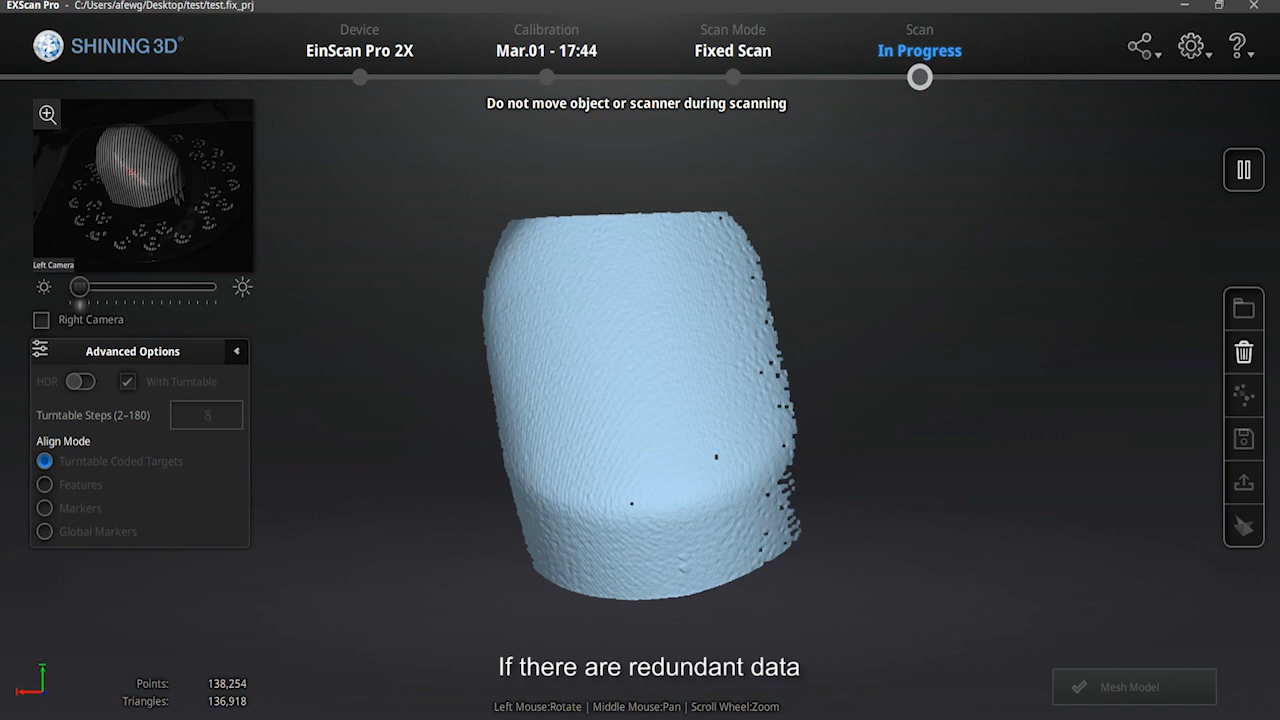 EXScan Pro - C:/Users/afewg/Desktop/test/test.fix_prj
SHINING 3D®
Device
EinScan Pro 2X
Calibration
Mar.01 - 17:44
Scan Mode
Fixed Scan
Scan
In Progress
Do not move object or scanner during scanning
Left Camera
Right Camera
Advanced Options
HDR
With Turntable
Turntable Steps (2-180)
8
Align Mode
Turntable Coded Targets
Features
Markers
Global Markers
If there are redundant data
Points: 138,254
Triangles: 136,918
Left Mouse:Rotate | Middle Mouse:Pan | Scroll Wheel:Zoom
Mesh Model